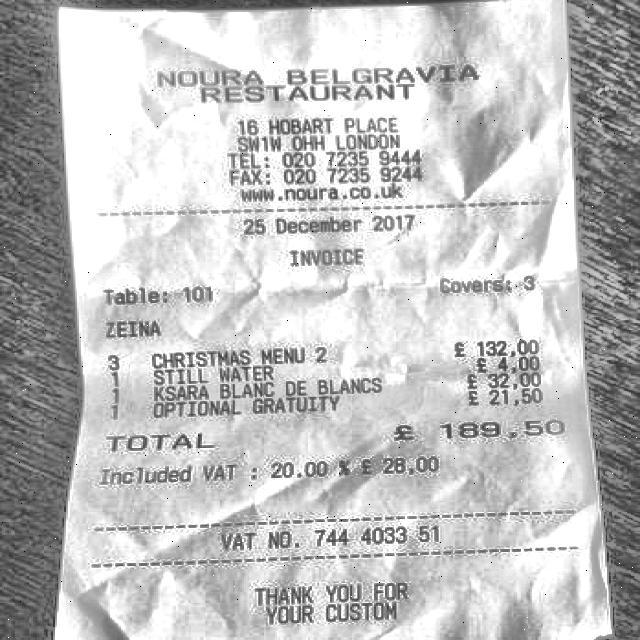 NOURA BELGRAVIA
RESTAURANT
16 HOBART PLACE
SW1W 0HH LONDON
TEL: 020 7235 9444
FAX: 020 7235 9244
www.noura.co.uk
25 December 2017
INVOICE
Table: 101 Covers: 3
ZEINA
3 CHRISTMAS MENU 2 £ 132.00
1 STILL WATER £ 4.00
1 KSARA BLANC DE BLANCS £ 32.00
1 OPTIONAL GRATUITY £ 21.50
TOTAL £ 189.50
Included VAT : 20.00 % £ 28.00
VAT NO. 744 4033 51
THANK YOU FOR
YOUR CUSTOM